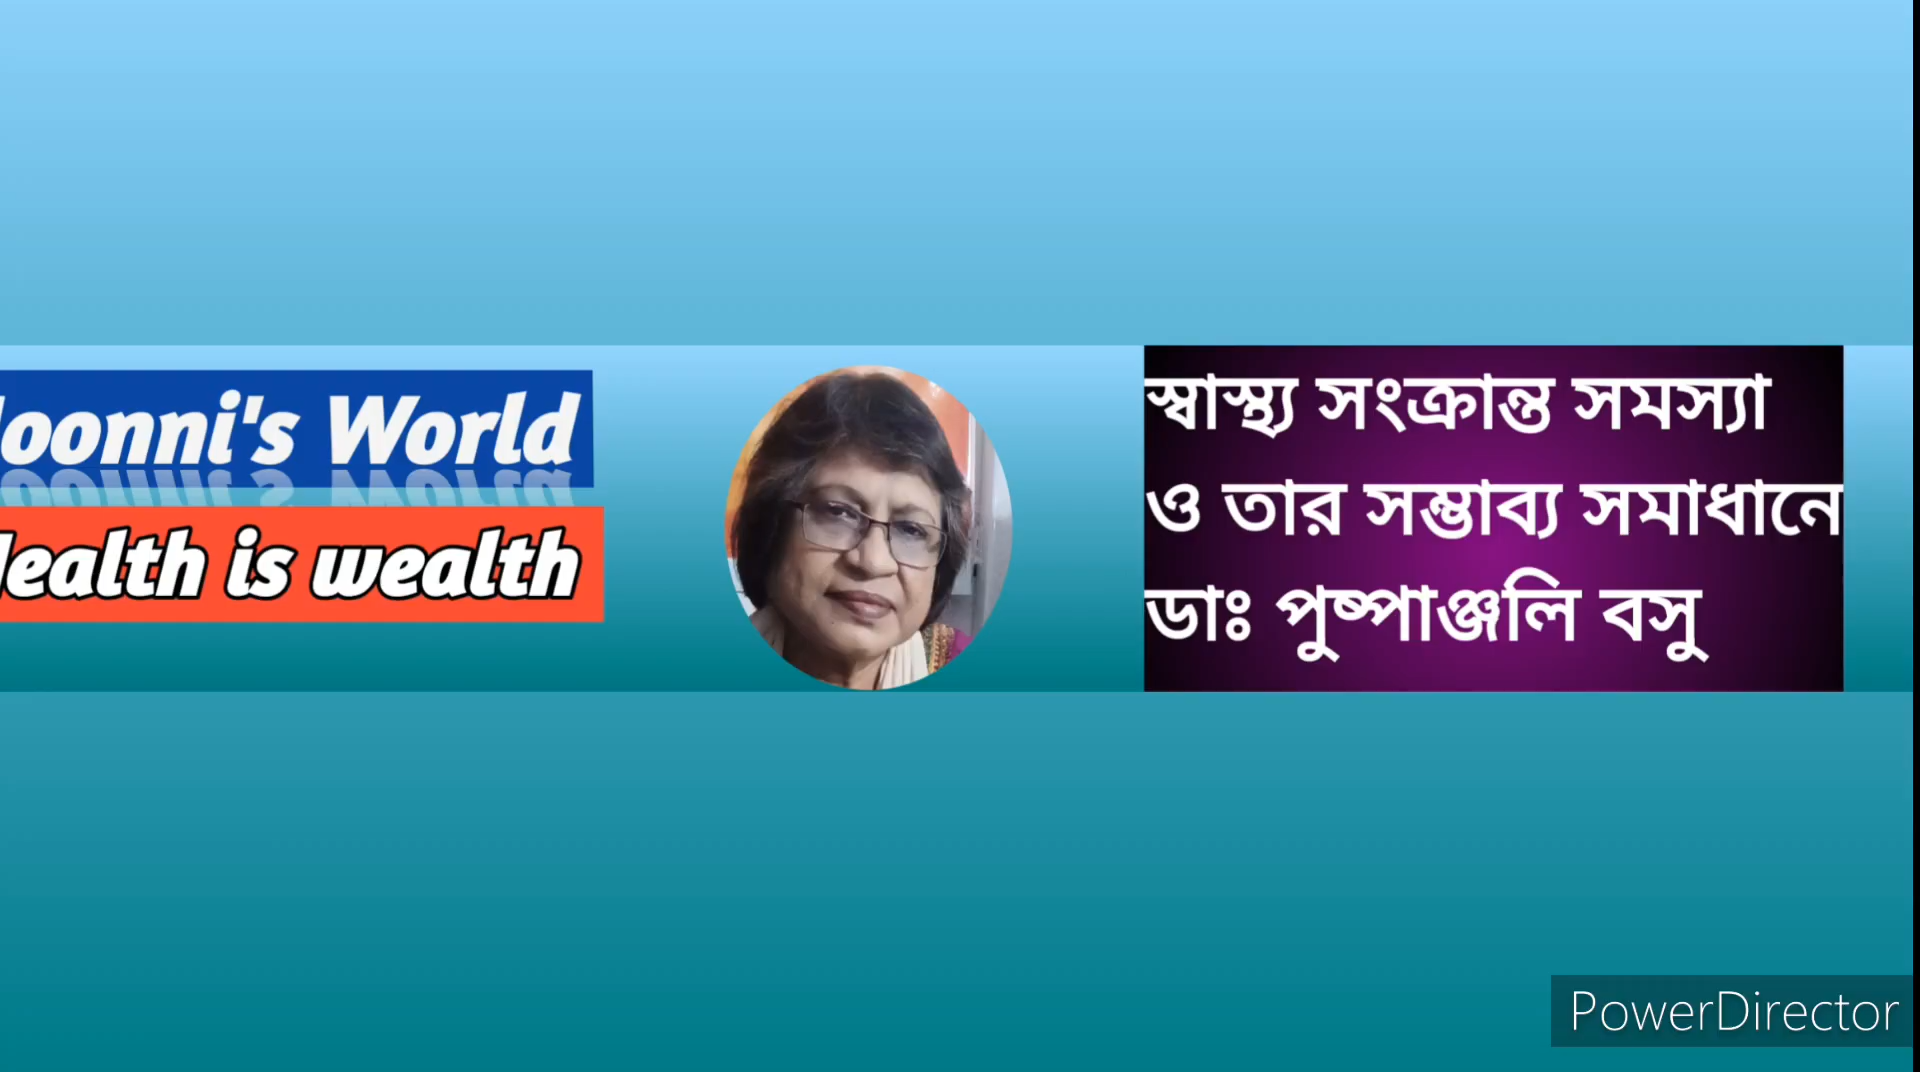 oonni's World
ealth is wealth
স্বাস্থ্য সংক্রান্ত সমস্যা
ও তার সম্ভাব্য সমাধানে
ডাঃ পুষ্পাঞ্জলি বসু
PowerDirector